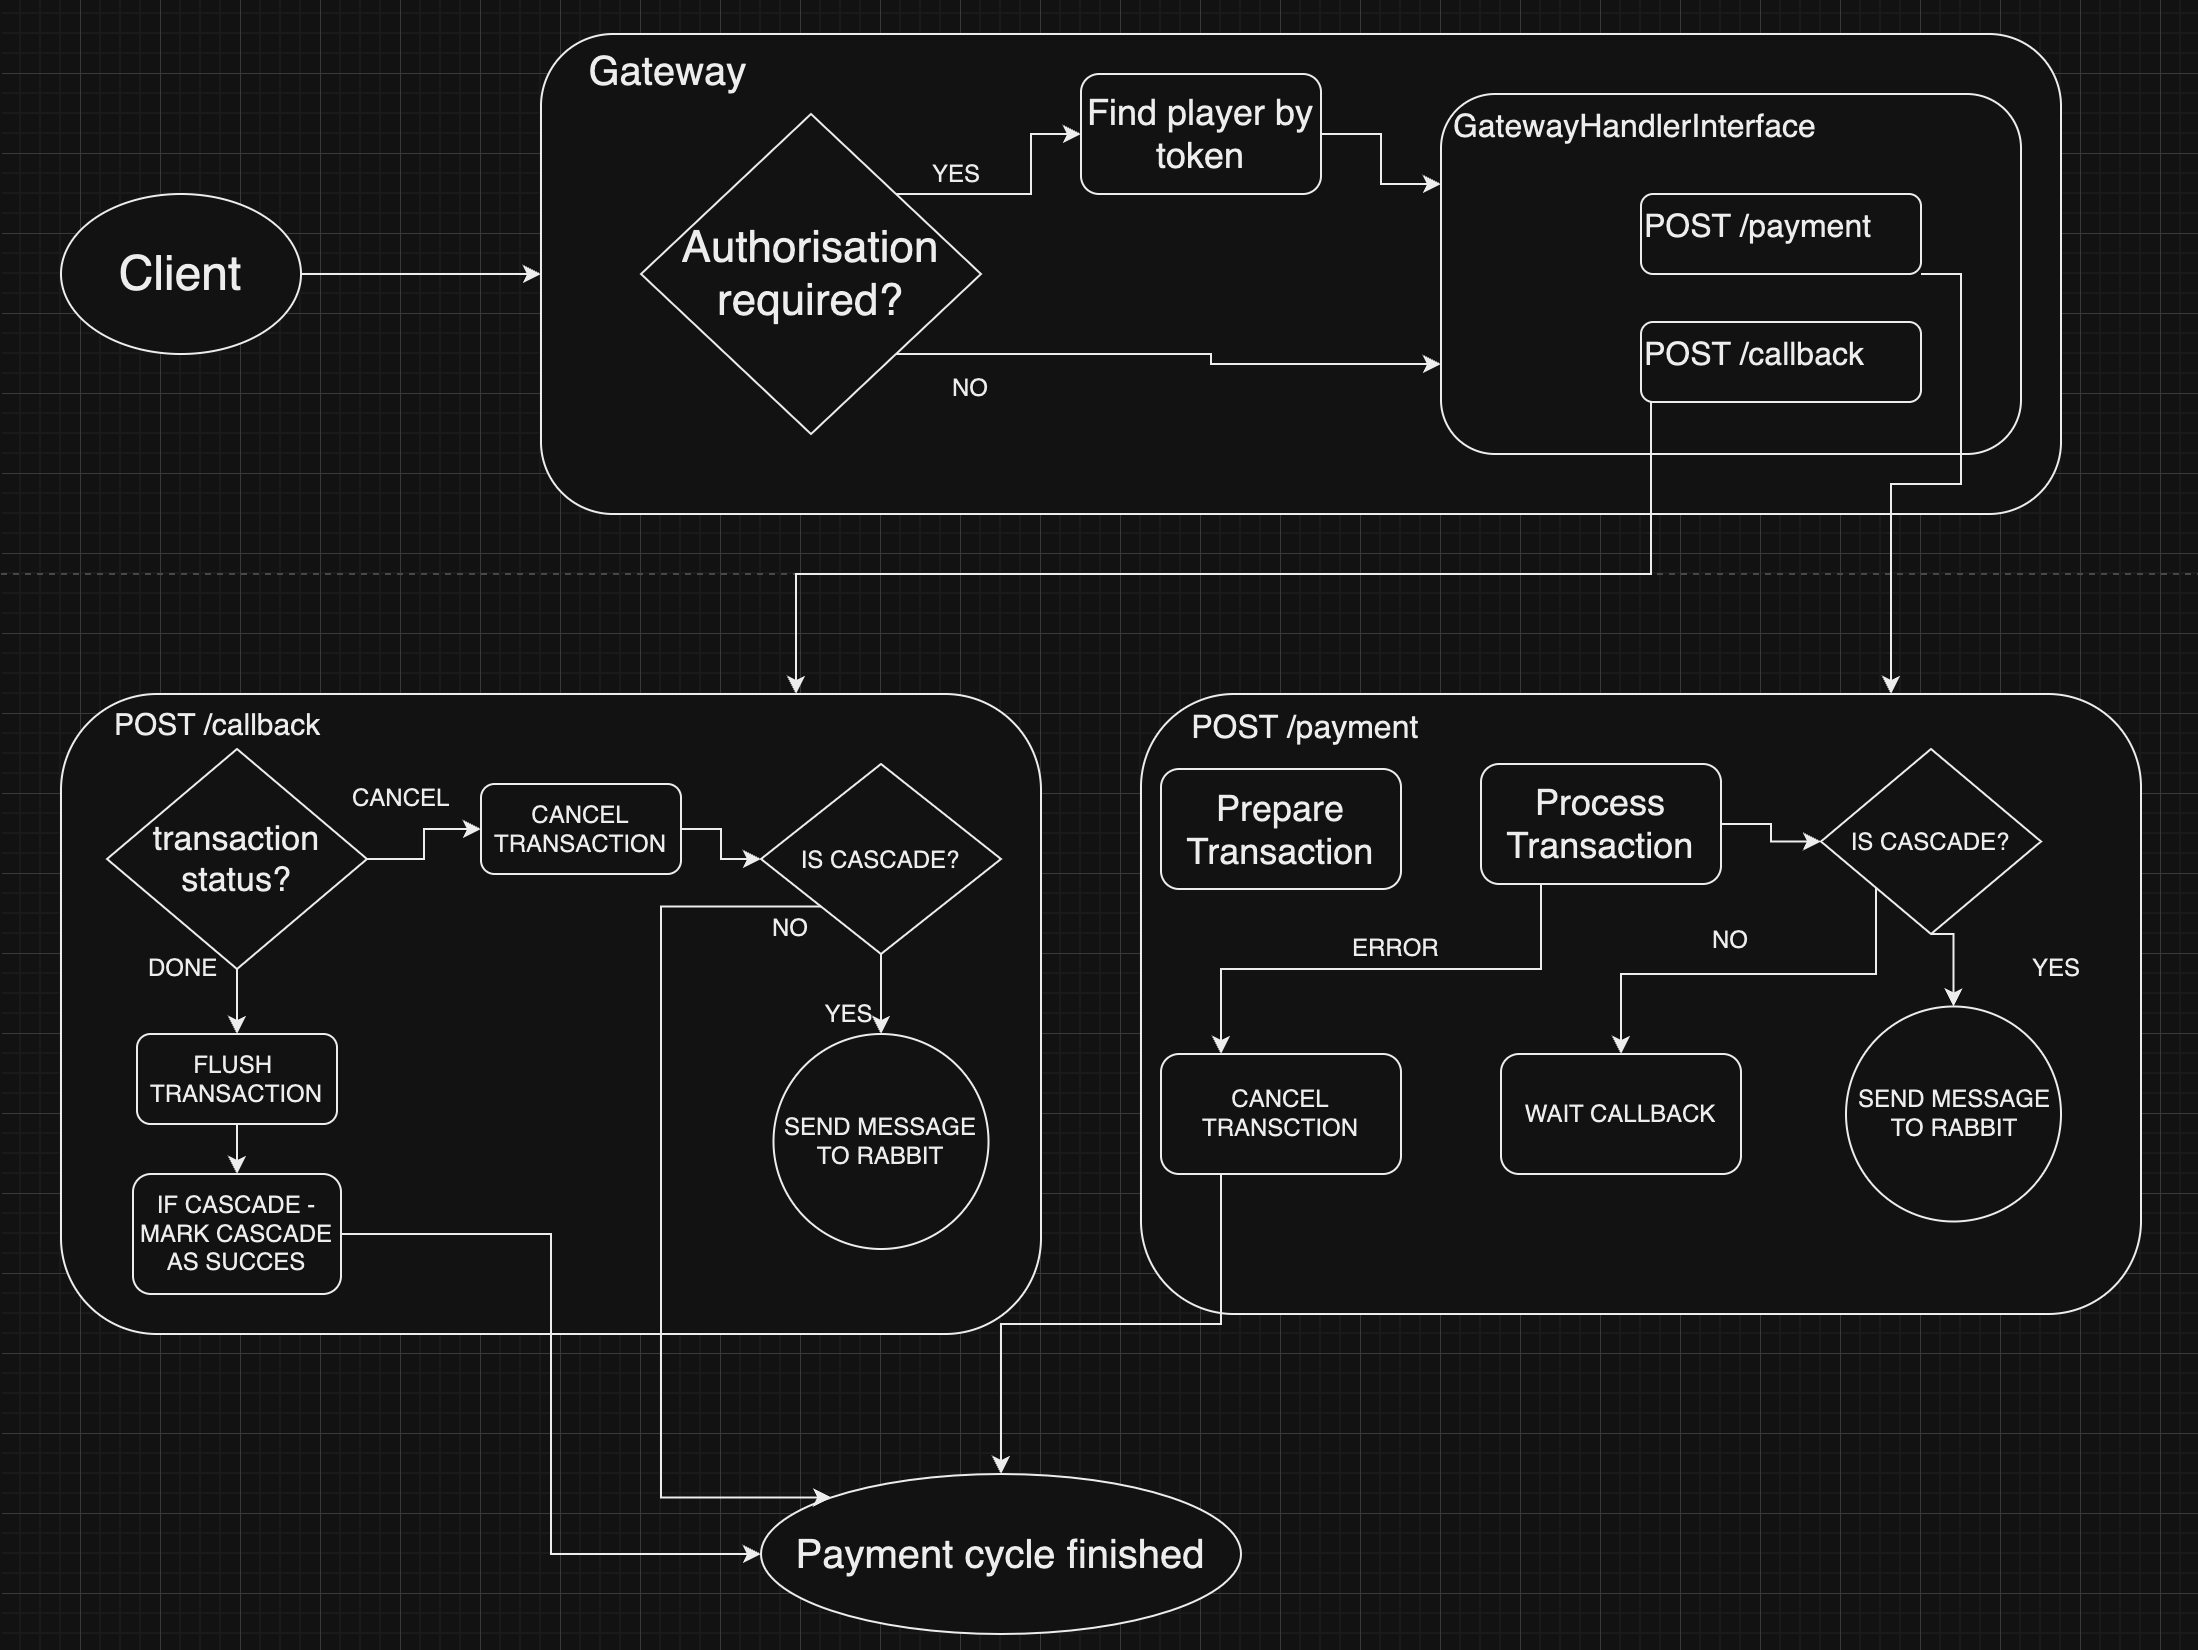 Gateway
Find player by
token
GatewayHandlerInterface
YES
POST /payment
Authorisation
required?
Client
POST /callback
NO
POST /callback
transaction
status?
CANCEL
CANCEL
TRANSACTION
IS CASCADE?
NO
DONE
YES
FLUSH
TRANSACTION
SEND MESSAGE
TO RABBIT
IF CASCADE -
MARK CASCADE
AS SUCCES
POST /payment
Prepare
Transaction
Process
Transaction
IS CASCADE?
ERROR
NO
YES
CANCEL
TRANSCTION
WAIT CALLBACK
SEND MESSAGE
TO RABBIT
Payment cycle finished